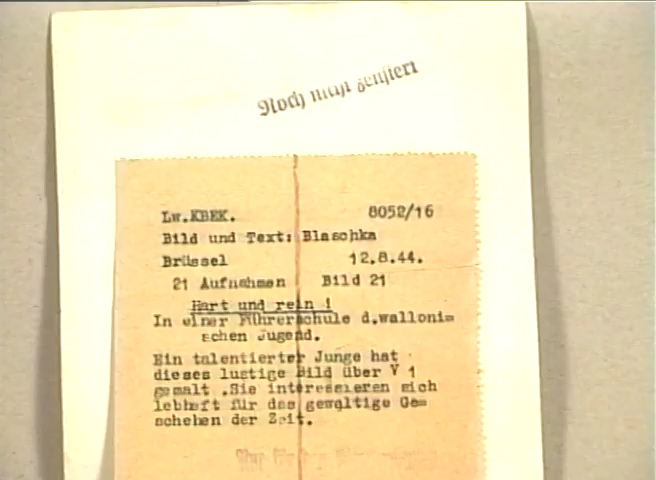 Noch nicht zensiert
Lw.KBEK. 8052/16
Bild und Text: Blaschka
Brüssel 12.8.44.
21 Aufnahmen Bild 21
Hart und rein !
In einer Führerschule d.walloni=
schen Jugend.
Ein talentierter Junge hat
dieses lustige Bild über V 1
gemalt .Sie interessieren sich
lebhaft für das gewaltige Ge=
schehen der Zeit.